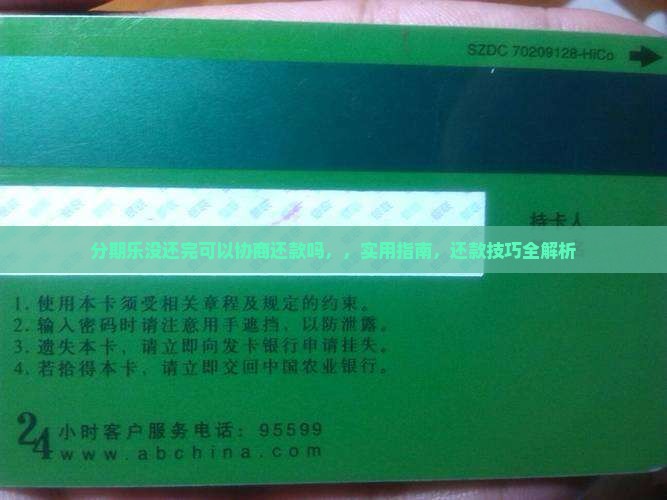 SZDC 70209128-HiCo
持卡人
分期乐没还完可以协商还款吗，，实用指南，还款技巧全解析
1. 使用本卡须受相关章程及规定的约束。
2. 输入密码时请注意用手遮挡，以防泄露。
3. 遗失本卡，请立即向发卡银行申请挂失。
4. 若拾得本卡，请立即交回中国农业银行。
24小时客户服务电话：95599
www.abchina.com